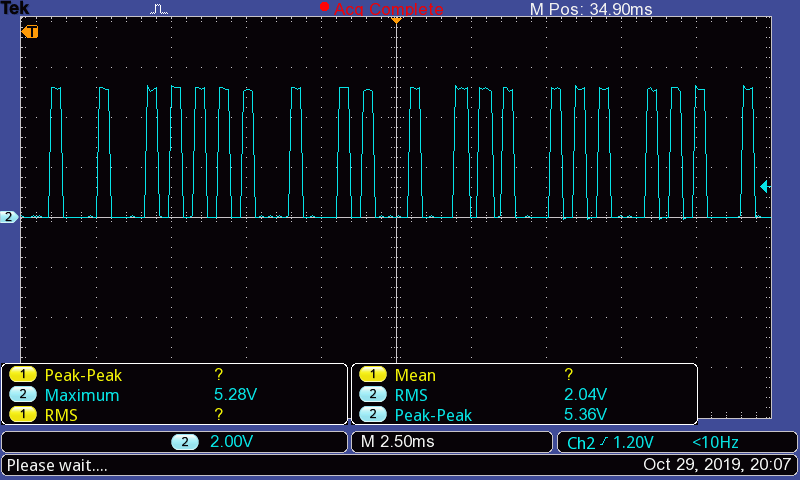 Tek Acq Complete M Pos: 34.90ms
T
2
1 Peak-Peak ? 1 Mean ?
2 Maximum 5.28V 2 RMS 2.04V
1 RMS ? 2 Peak-Peak 5.36V
2 2.00V M 2.50ms Ch2 1.20V <10Hz
Please wait.... Oct 29, 2019, 20:07